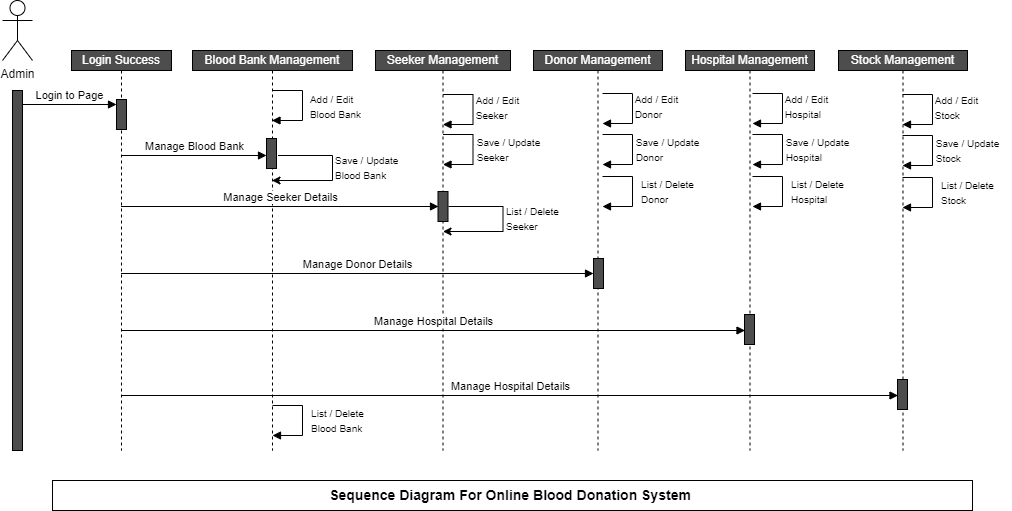 Admin
Login Success
Blood Bank Management
Seeker Management
Donor Management
Hospital Management
Stock Management
Login to Page
Add / Edit
Blood Bank
Add / Edit
Seeker
Add / Edit
Donor
Add / Edit
Hospital
Add / Edit
Stock
Manage Blood Bank
Save / Update
Blood Bank
Save / Update
Seeker
Save / Update
Donor
Save / Update
Hospital
Save / Update
Stock
Manage Seeker Details
List / Delete
Seeker
List / Delete
Donor
List / Delete
Hospital
List / Delete
Stock
Manage Donor Details
Manage Hospital Details
Manage Hospital Details
List / Delete
Blood Bank
Sequence Diagram For Online Blood Donation System